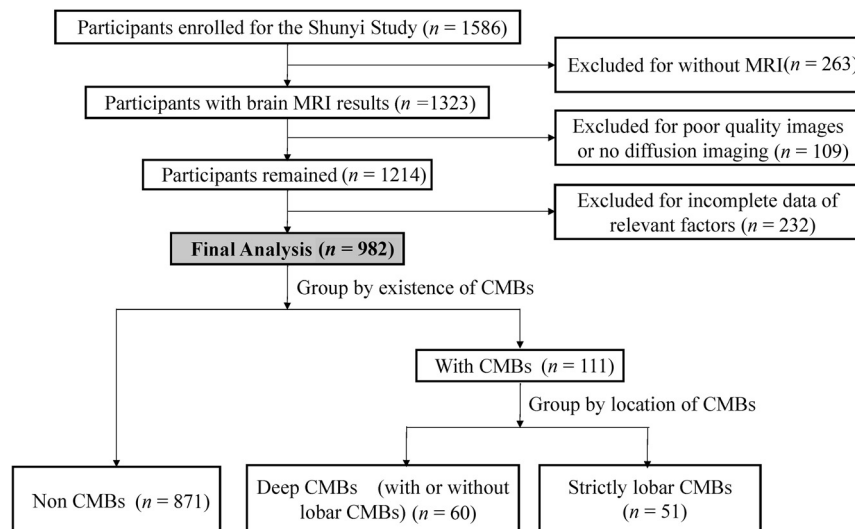 Participants enrolled for the Shunyi Study (n = 1586)
Excluded for without MRI(n = 263)
Participants with brain MRI results (n =1323)
Excluded for poor quality images
or no diffusion imaging (n = 109)
Participants remained (n = 1214)
Excluded for incomplete data of
relevant factors (n = 232)
Final Analysis (n = 982)
Group by existence of CMBs
With CMBs (n = 111)
Group by location of CMBs
Non CMBs (n = 871)
Deep CMBs (with or without
lobar CMBs) (n = 60)
Strictly lobar CMBs
(n = 51)